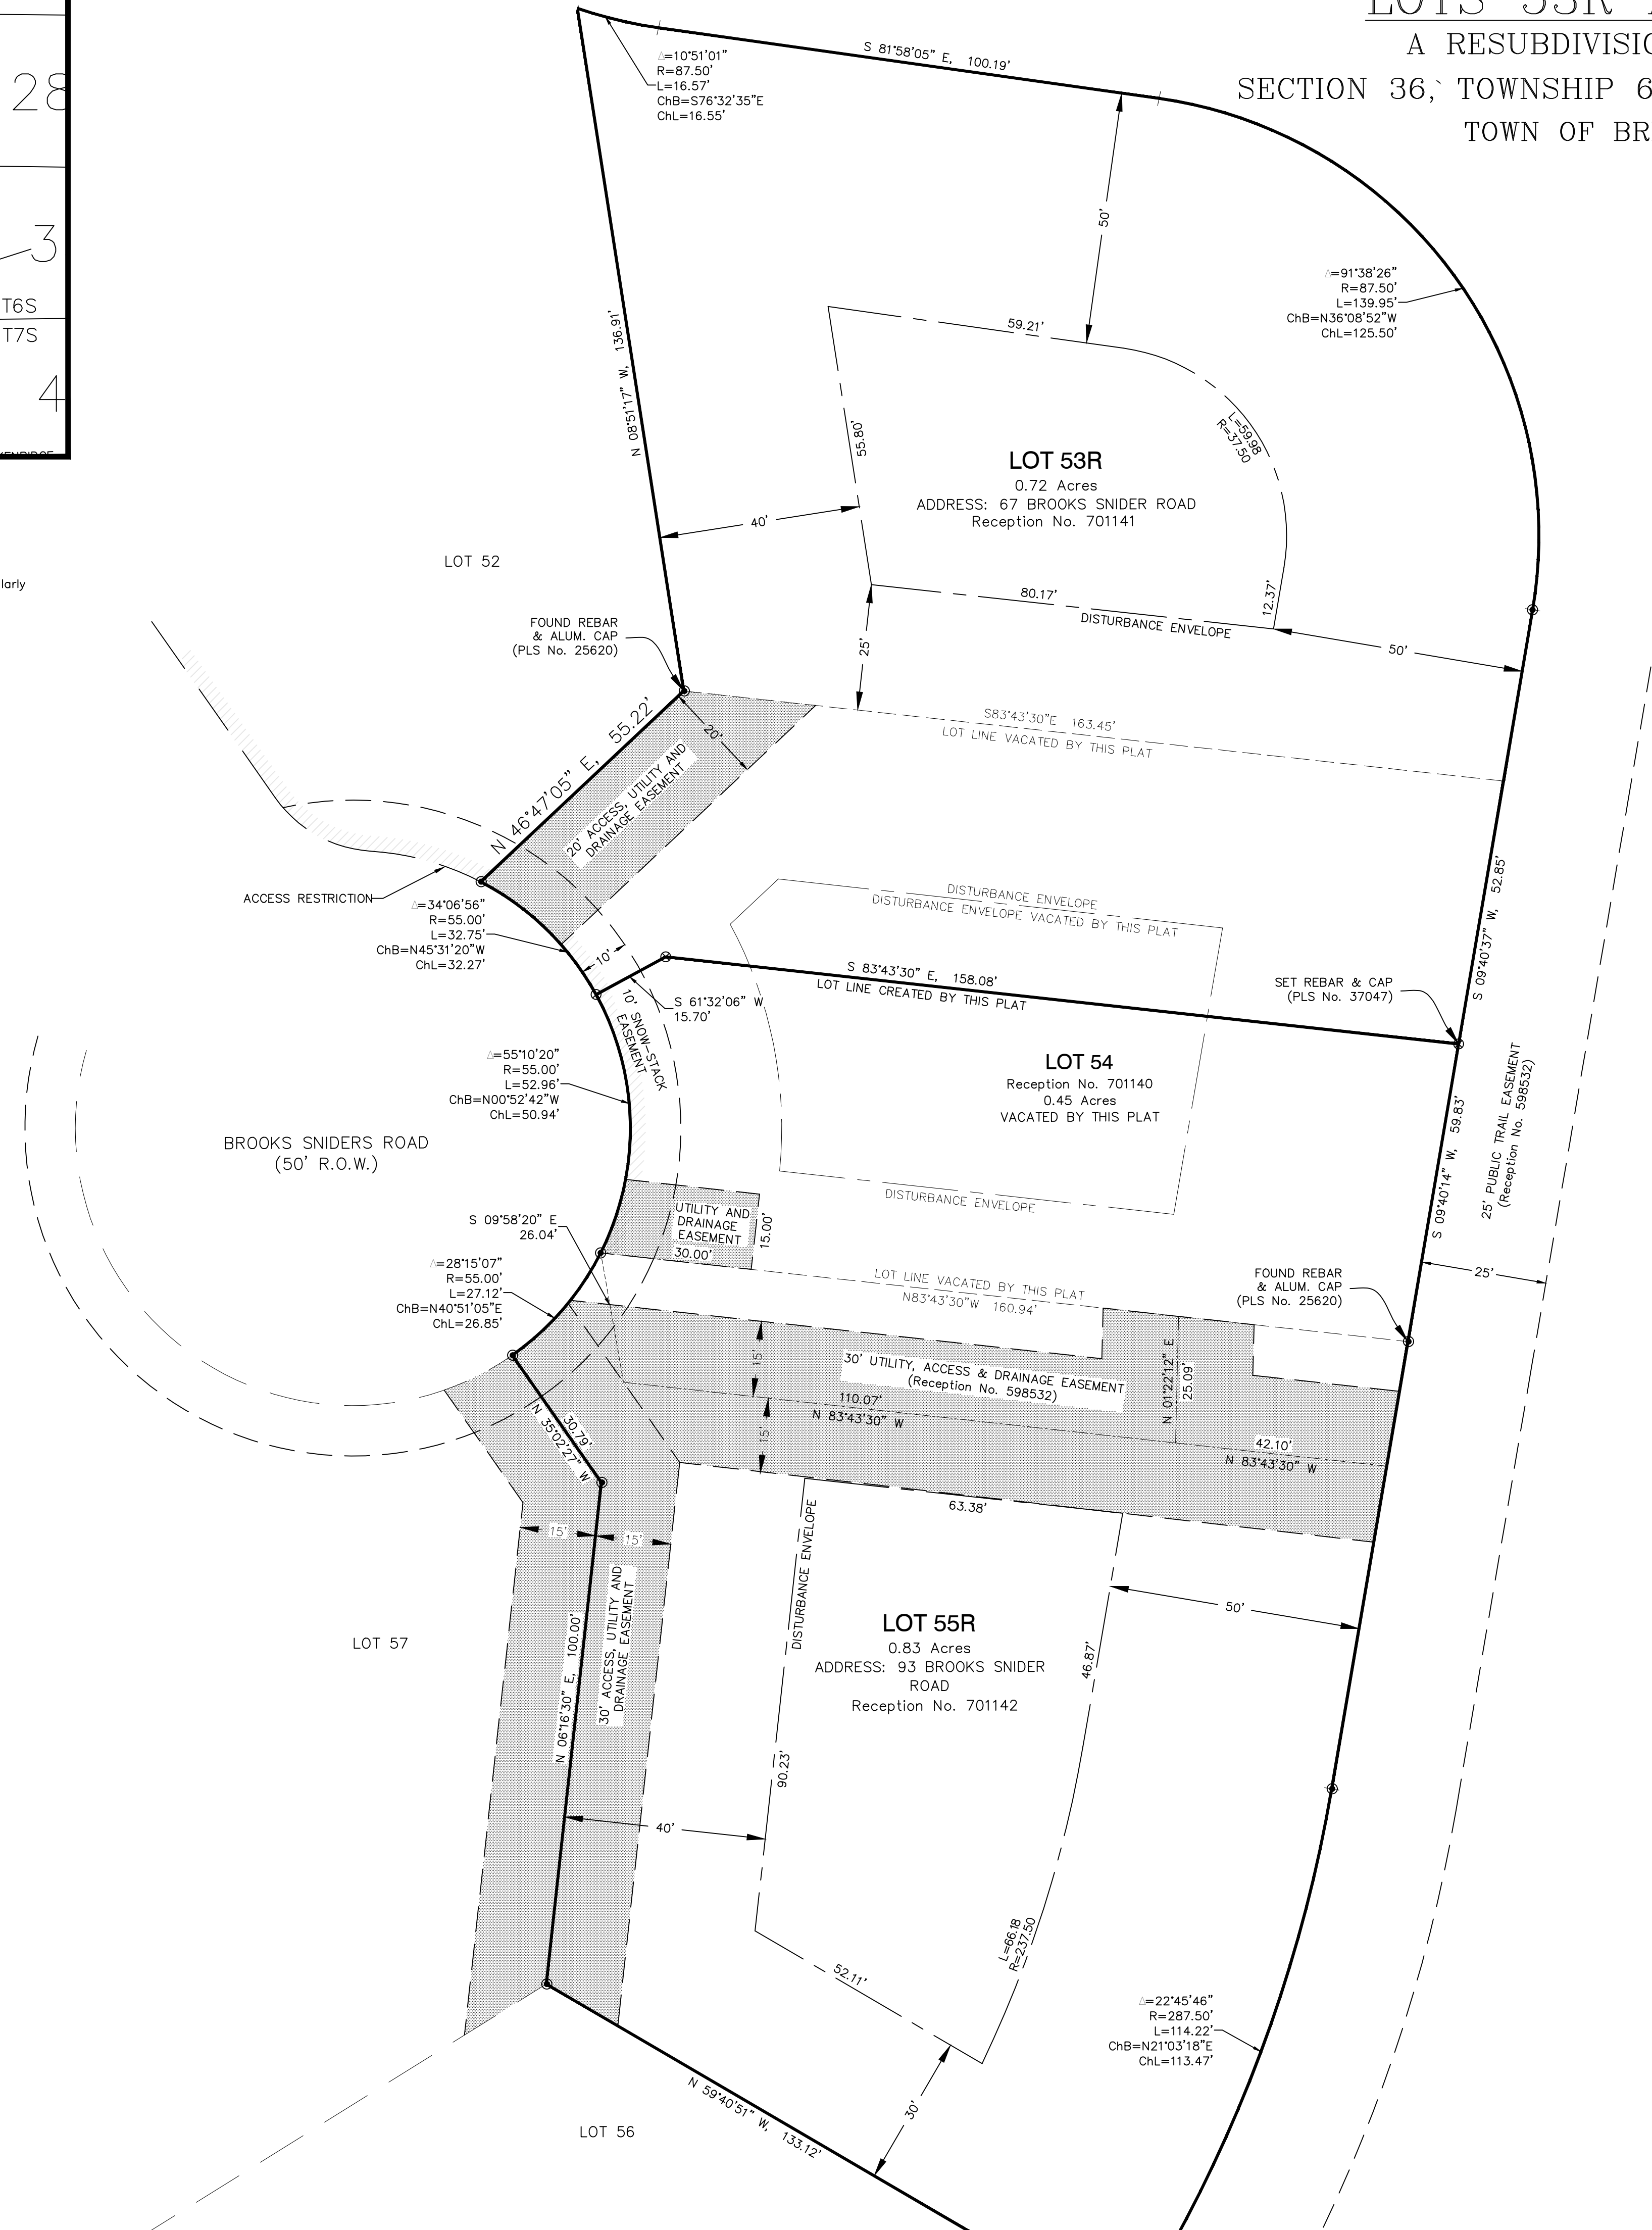 28
3
T6S
T7S
4
larly
A RESUBDIVISIO
SECTION 36, TOWNSHIP 6
TOWN OF BR
△=10°51'01"
R=87.50'
L=16.57'
ChB=S76°32'35"E
ChL=16.55'
S 81°58'05" E, 100.19'
50'
△=91°38'26"
R=87.50'
L=139.95'
ChB=N36°08'52"W
ChL=125.50'
N 08°51'17" W, 136.91'
59.21'
55.80'
L=59.98
R=37.50
LOT 53R
0.72 Acres
ADDRESS: 67 BROOKS SNIDER ROAD
Reception No. 701141
40'
LOT 52
80.17'
12.37'
DISTURBANCE ENVELOPE
50'
25'
FOUND REBAR
& ALUM. CAP
(PLS No. 25620)
S83°43'30"E 163.45'
LOT LINE VACATED BY THIS PLAT
N 46°47'05" E, 55.22'
20'
20' ACCESS, UTILITY AND
DRAINAGE EASEMENT
ACCESS RESTRICTION
△=34°06'56"
R=55.00'
L=32.75'
ChB=N45°31'20"W
ChL=32.27'
10'
DISTURBANCE ENVELOPE
DISTURBANCE ENVELOPE VACATED BY THIS PLAT
S 09°40'37" W, 52.85'
S 83°43'30" E, 158.08'
LOT LINE CREATED BY THIS PLAT
SET REBAR & CAP
(PLS No. 37047)
S 61°32'06" W
15.70'
10' SNOW-STACK
EASEMENT
△=55°10'20"
R=55.00'
L=52.96'
ChB=N00°52'42"W
ChL=50.94'
LOT 54
Reception No. 701140
0.45 Acres
VACATED BY THIS PLAT
BROOKS SNIDERS ROAD
(50' R.O.W.)
S 09°40'14" W, 59.83'
25' PUBLIC TRAIL EASEMENT
(Reception No. 598532)
DISTURBANCE ENVELOPE
UTILITY AND
DRAINAGE
EASEMENT
30.00'
15.00'
S 09°58'20" E
26.04'
△=28°15'07"
R=55.00'
L=27.12'
ChB=N40°51'05"E
ChL=26.85'
LOT LINE VACATED BY THIS PLAT
N83°43'30"W 160.94'
FOUND REBAR
& ALUM. CAP
(PLS No. 25620)
25'
15'
30' UTILITY, ACCESS & DRAINAGE EASEMENT
(Reception No. 598532)
N 01°22'12" E
25.09'
110.07'
N 83°43'30" W
15'
42.10'
N 83°43'30" W
30.79'
N 35°02'27" W
63.38'
15'
15'
DISTURBANCE ENVELOPE
50'
LOT 57
N 06°16'30" E, 100.00'
30' ACCESS, UTILITY AND
DRAINAGE EASEMENT
LOT 55R
0.83 Acres
ADDRESS: 93 BROOKS SNIDER
ROAD
Reception No. 701142
46.87'
90.23'
40'
L=66.18
R=237.50
52.11'
△=22°45'46"
R=287.50'
L=114.22'
ChB=N21°03'18"E
ChL=113.47'
30'
N 59°40'51" W, 133.12'
LOT 56